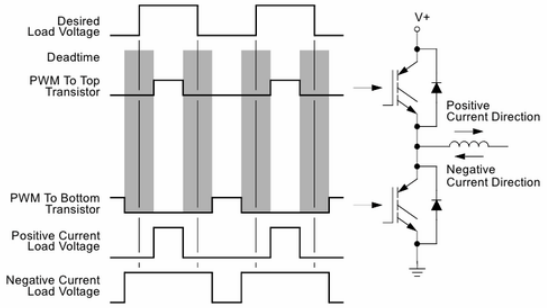 Desired
Load Voltage
Deadtime
PWM To Top
Transistor
PWM To Bottom
Transistor
Positive Current
Load Voltage
Negative Current
Load Voltage
V+
Positive
Current Direction
Negative
Current Direction